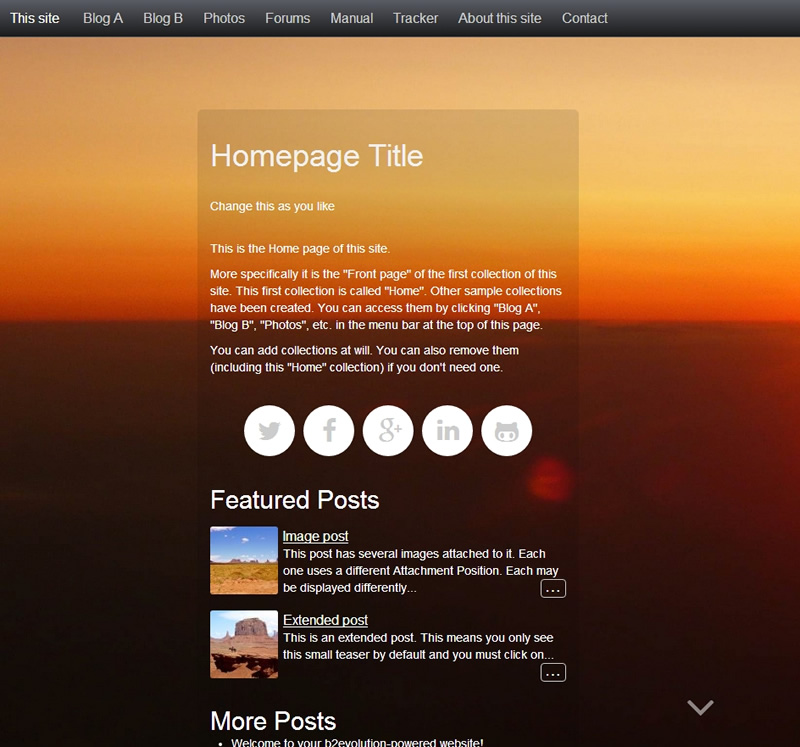 This site Blog A Blog B Photos Forums Manual Tracker About this site Contact
Homepage Title
Change this as you like
This is the Home page of this site.
More specifically it is the "Front page" of the first collection of this
site. This first collection is called "Home". Other sample collections
have been created. You can access them by clicking "Blog A",
"Blog B", "Photos", etc. in the menu bar at the top of this page.
You can add collections at will. You can also remove them
(including this "Home" collection) if you don't need one.
Featured Posts
Image post
This post has several images attached to it. Each
one uses a different Attachment Position. Each may
be displayed differently...
...
Extended post
This is an extended post. This means you only see
this small teaser by default and you must click on...
...
More Posts
• Welcome to your b2evolution-powered website!